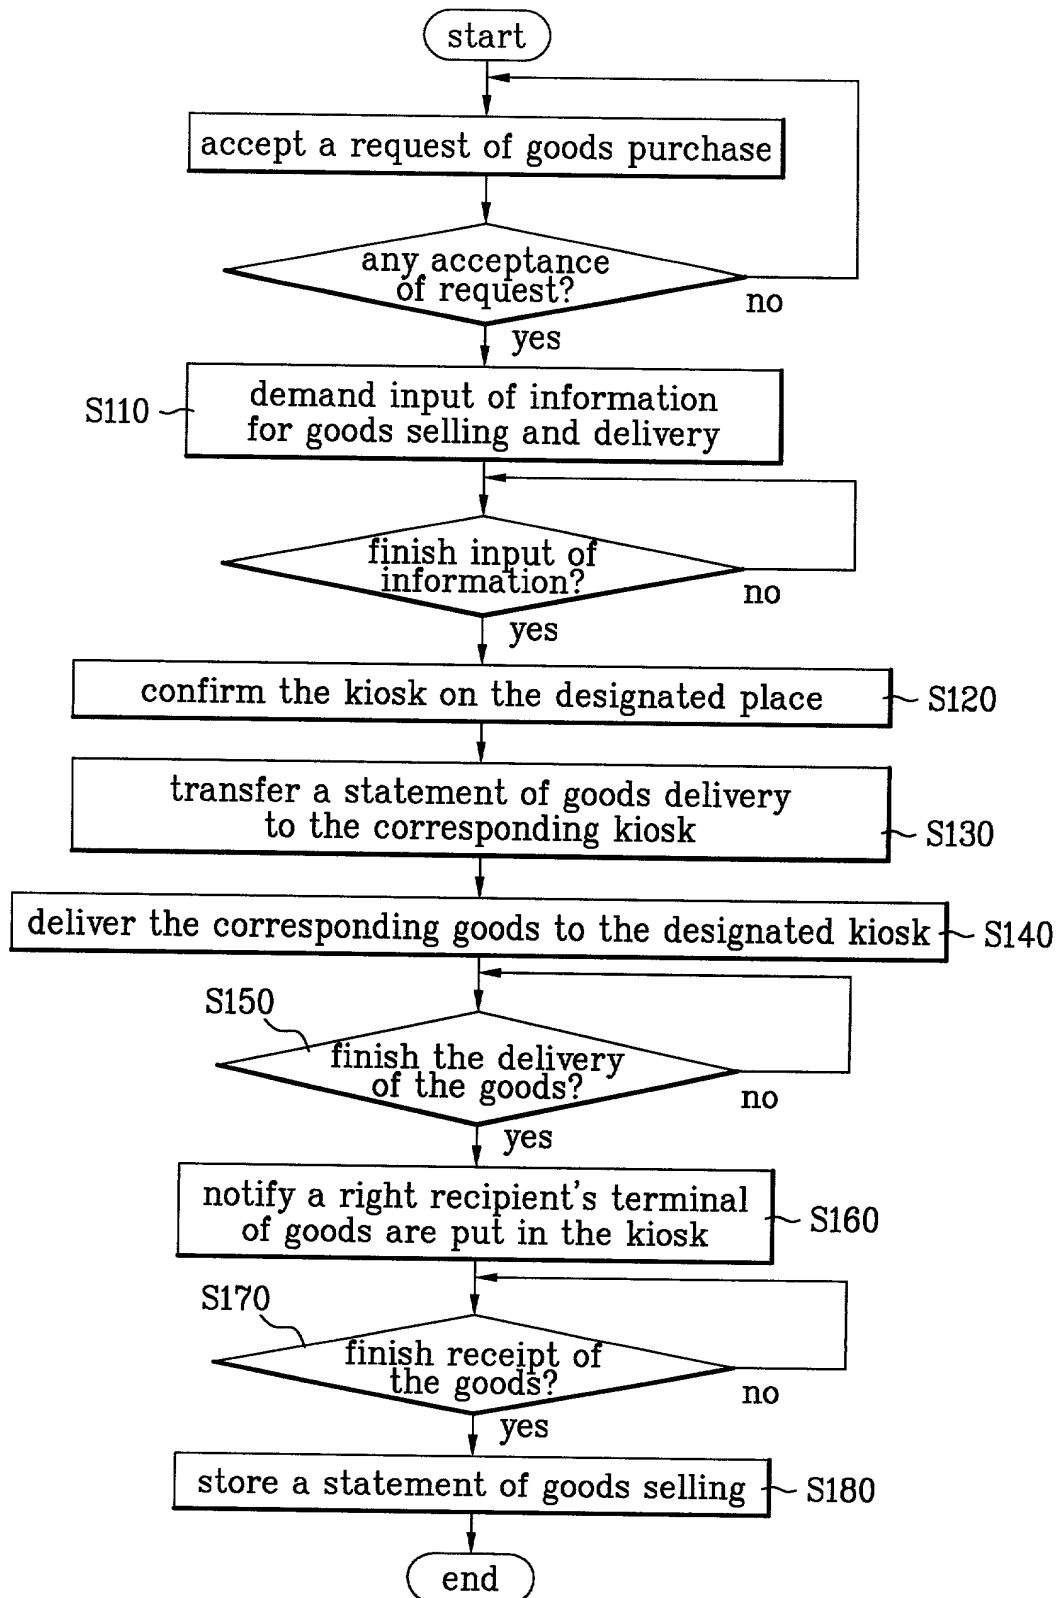 start
accept a request of goods purchase
any acceptance
of request?
no
yes
S110
demand input of information
for goods selling and delivery
finish input of
information?
no
yes
confirm the kiosk on the designated place
S120
transfer a statement of goods delivery
to the corresponding kiosk
S130
deliver the corresponding goods to the designated kiosk
S140
S150
finish the delivery
of the goods?
no
yes
notify a right recipient's terminal
of goods are put in the kiosk
S160
S170
finish receipt of
the goods?
no
yes
store a statement of goods selling
S180
end